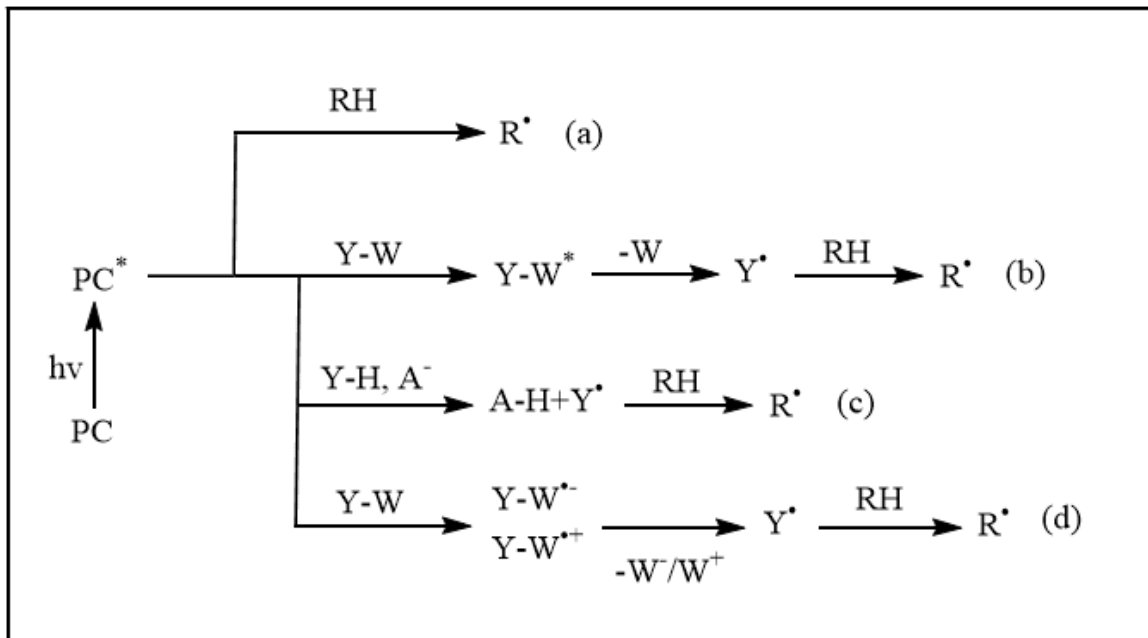 RH
R• (a)
PC* Y-W Y-W* -W Y• RH R• (b)
hv
PC
Y-H, A⁻ A-H+Y• RH R• (c)
Y-W Y-W•⁻
Y-W•⁺ -W⁻/W⁺ Y• RH R• (d)